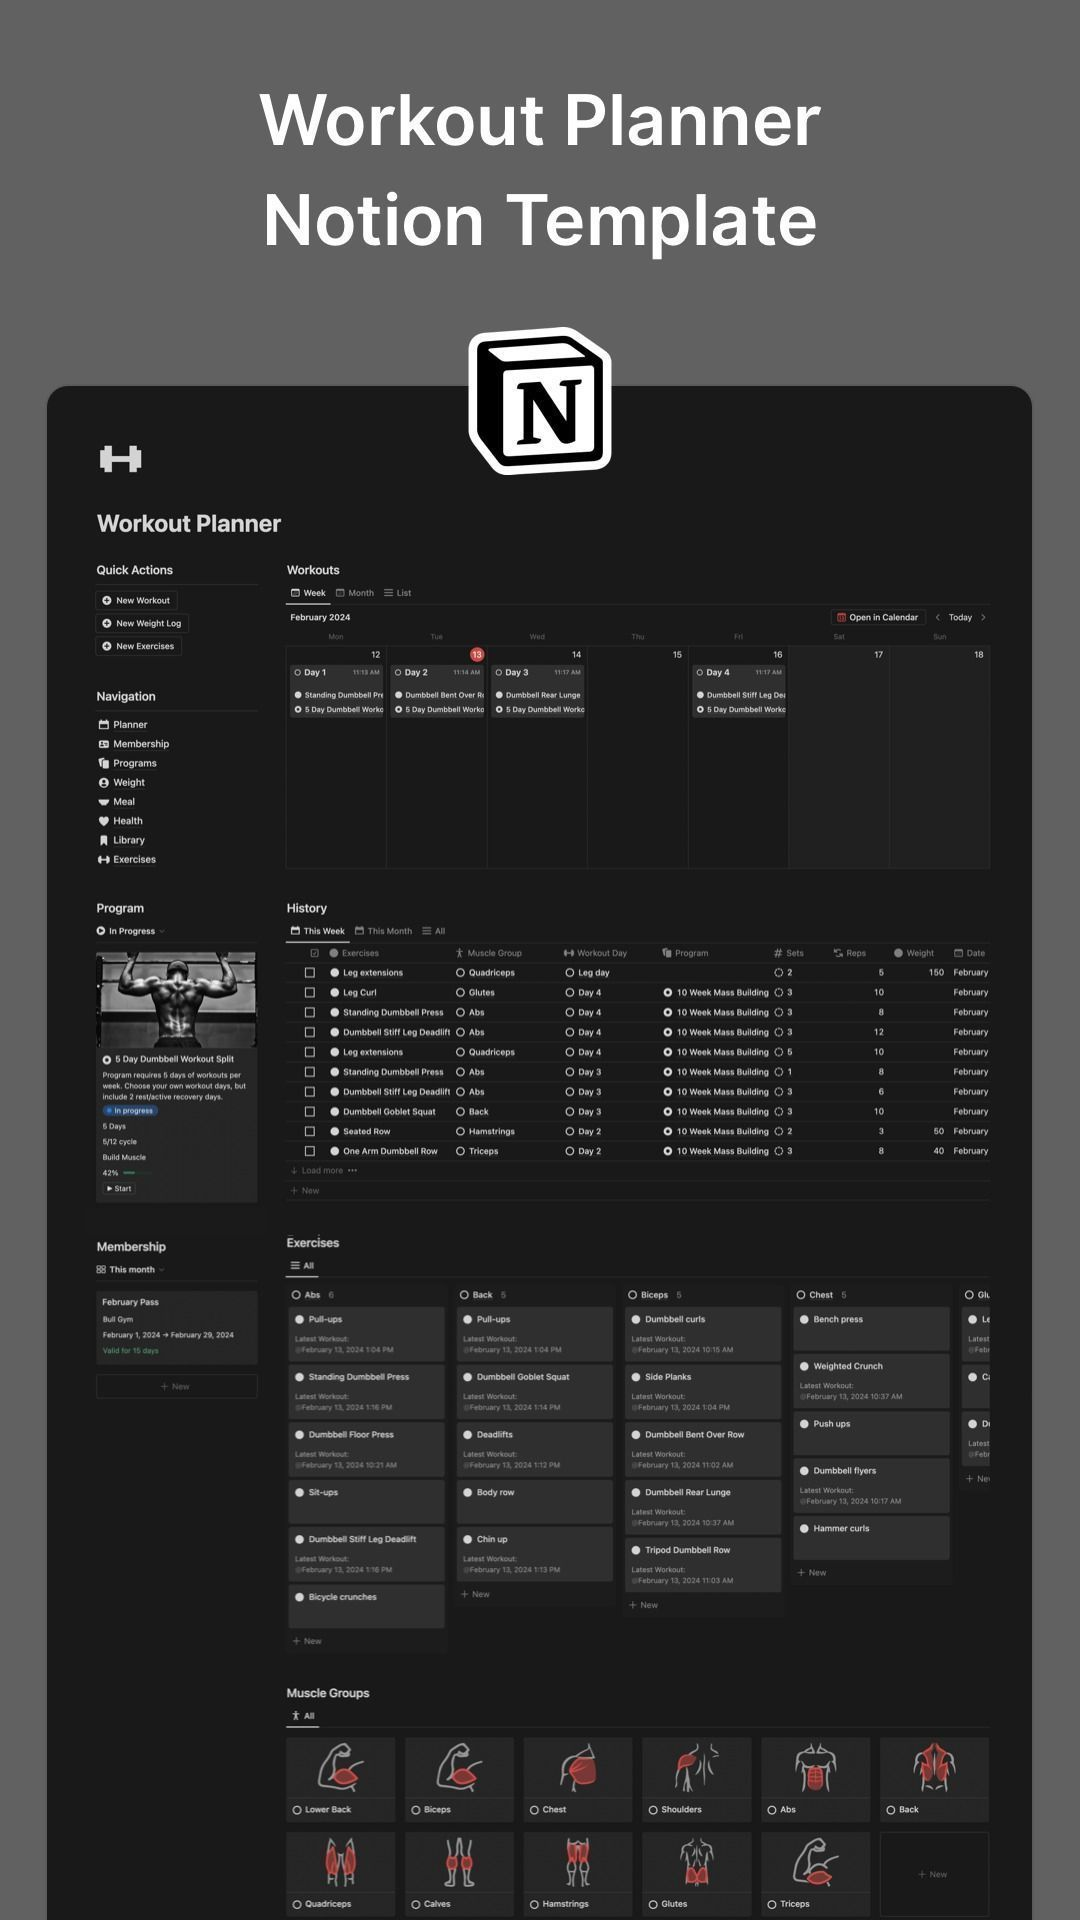 Workout Planner
Notion Template
N
Workout Planner
Quick Actions
New Workout
New Weight Log
New Exercises
Navigation
Planner
Membership
Programs
Weight
Meal
Health
Library
Exercises
Program
In Progress
5 Day Dumbbell Workout Split
Program requires 5 days of workouts per
week. Choose your own workout days, but
include 2 rest/active recovery days.
In progress
5 Days
5/12 cycle
Build Muscle
42%
Start
Membership
This month
February Pass
Bull Gym
February 1, 2024 → February 29, 2024
Valid for 15 days
+ New
Workouts
Week Month List
February 2024 Open in Calendar < Today >
Mon Tue Wed Thu Fri Sat Sun
12 13 14 15 16 17 18
Day 1 11:13 AM Day 2 11:14 AM Day 3 11:17 AM Day 4 11:17 AM
Standing Dumbbell Pre Dumbbell Bent Over Ro Dumbbell Rear Lunge Dumbbell Stiff Leg Dea
5 Day Dumbbell Worko 5 Day Dumbbell Worko 5 Day Dumbbell Worko 5 Day Dumbbell Worko
History
This Week This Month All
Exercises Muscle Group Workout Day Program # Sets Reps Weight Date
Leg extensions Quadriceps Leg day 2 5 150 February
Leg Curl Glutes Day 4 10 Week Mass Building 3 10 February
Standing Dumbbell Press Abs Day 4 10 Week Mass Building 3 8 February
Dumbbell Stiff Leg Deadlift Abs Day 4 10 Week Mass Building 3 12 February
Leg extensions Quadriceps Day 4 10 Week Mass Building 5 10 February
Standing Dumbbell Press Abs Day 3 10 Week Mass Building 1 8 February
Dumbbell Stiff Leg Deadlift Abs Day 3 10 Week Mass Building 3 6 February
Dumbbell Goblet Squat Back Day 3 10 Week Mass Building 3 10 February
Seated Row Hamstrings Day 2 10 Week Mass Building 2 3 50 February
One Arm Dumbbell Row Triceps Day 2 10 Week Mass Building 3 8 40 February
↓ Load more •••
+ New
Exercises
All
Abs 6
Pull-ups
Latest Workout:
@February 13, 2024 1:04 PM
Standing Dumbbell Press
Latest Workout:
@February 13, 2024 1:16 PM
Dumbbell Floor Press
Latest Workout:
@February 13, 2024 10:21 AM
Sit-ups
Dumbbell Stiff Leg Deadlift
Latest Workout:
@February 13, 2024 1:16 PM
Bicycle crunches
+ New
Back 5
Pull-ups
Latest Workout:
@February 13, 2024 1:04 PM
Dumbbell Goblet Squat
Latest Workout:
@February 13, 2024 1:14 PM
Deadlifts
Latest Workout:
@February 13, 2024 1:12 PM
Body row
Chin up
Latest Workout:
@February 13, 2024 1:13 PM
+ New
Biceps 5
Dumbbell curls
Latest Workout:
@February 13, 2024 10:15 AM
Side Planks
Latest Workout:
@February 13, 2024 1:04 PM
Dumbbell Bent Over Row
Latest Workout:
@February 13, 2024 11:02 AM
Dumbbell Rear Lunge
Latest Workout:
@February 13, 2024 10:37 AM
Tripod Dumbbell Row
Latest Workout:
@February 13, 2024 11:03 AM
+ New
Chest 5
Bench press
Weighted Crunch
Latest Workout:
@February 13, 2024 10:37 AM
Push ups
Dumbbell flyers
Latest Workout:
@February 13, 2024 10:17 AM
Hammer curls
+ New
Glu
Le
Latest
@Febr
Ca
Du
Latest
@Febr
+ Nev
Muscle Groups
All
Lower Back Biceps Chest Shoulders Abs Back
Quadriceps Calves Hamstrings Glutes Triceps + New